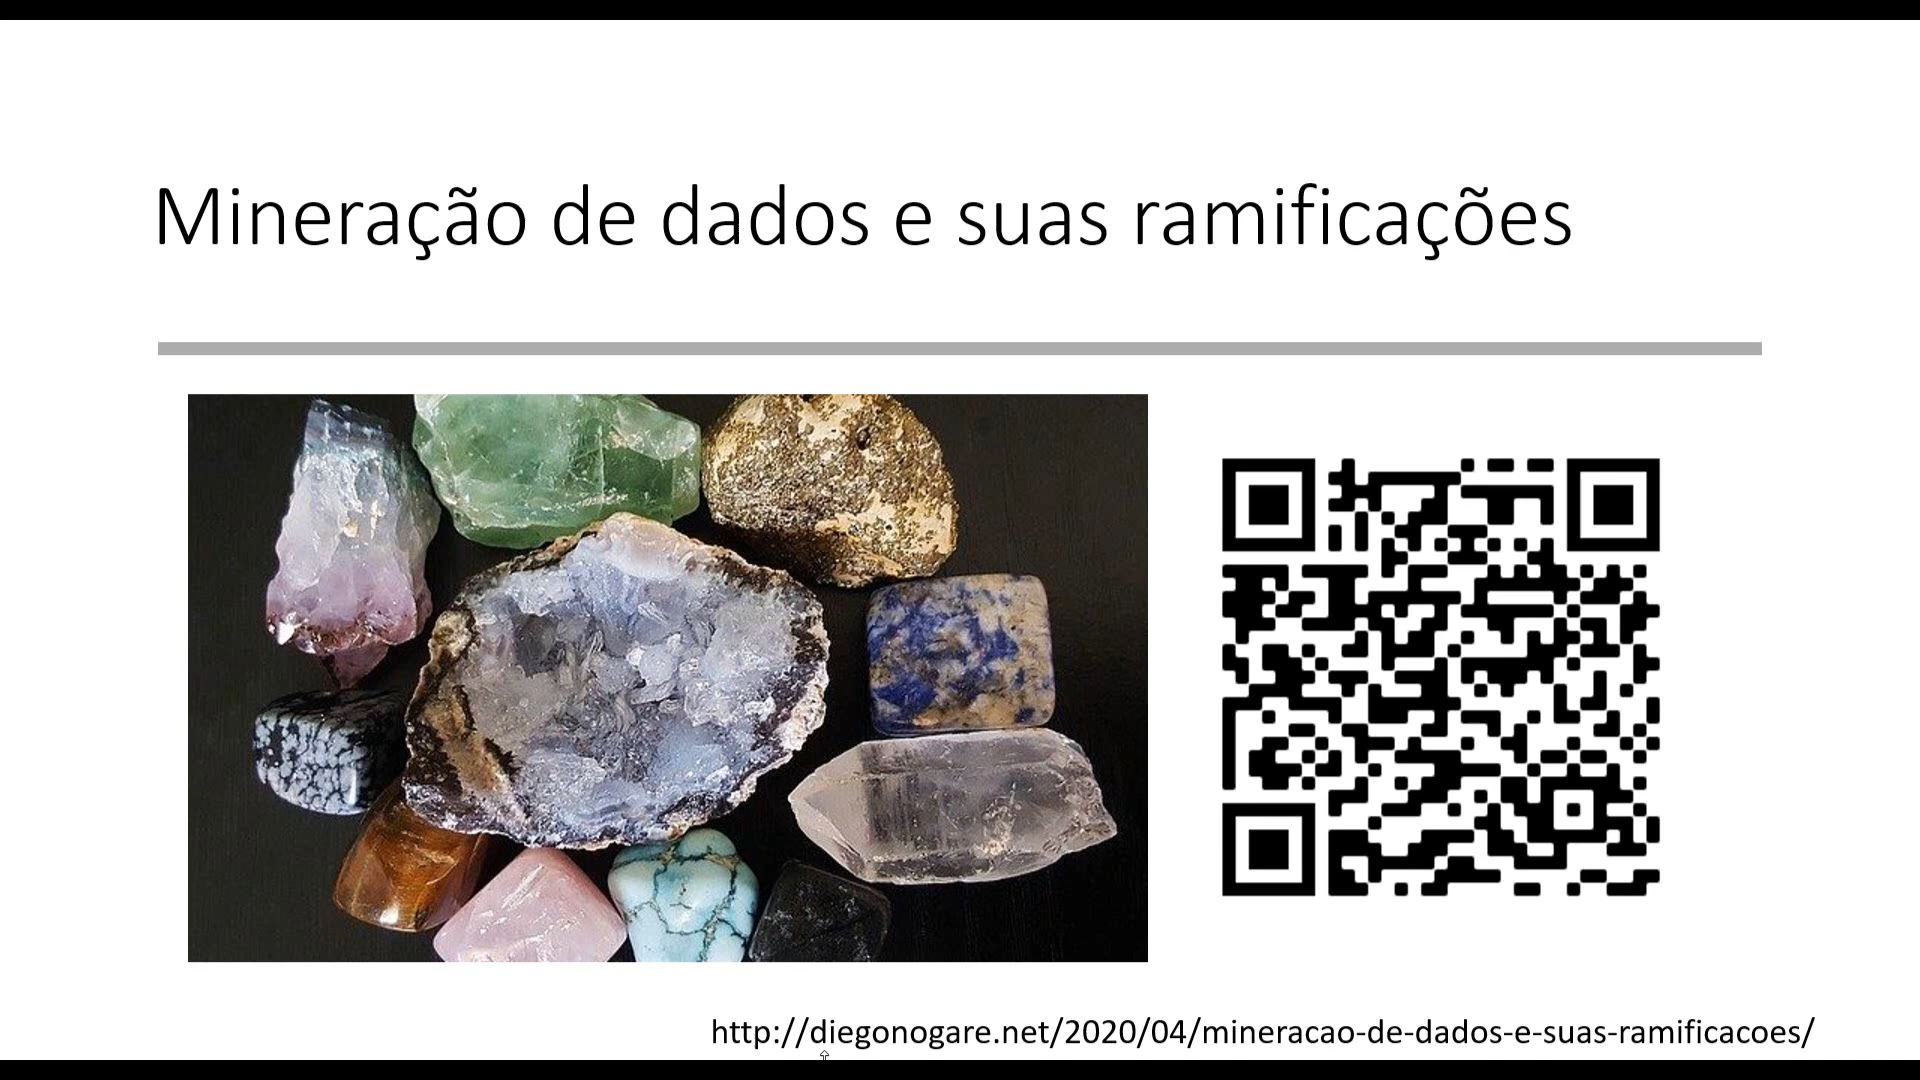 Mineração de dados e suas ramificações
http://diegonogare.net/2020/04/mineracao-de-dados-e-suas-ramificacoes/